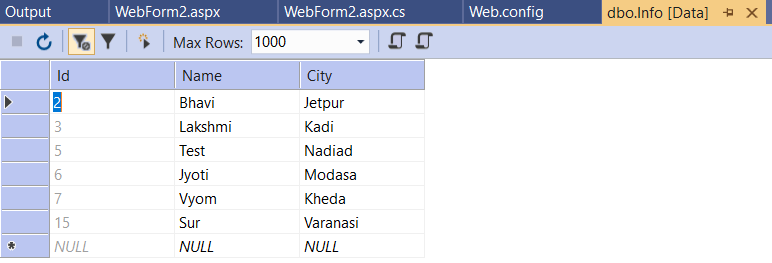 Output WebForm2.aspx WebForm2.aspx.cs Web.config dbo.Info [Data]
Max Rows: 1000
Id Name City
2 Bhavi Jetpur
3 Lakshmi Kadi
5 Test Nadiad
6 Jyoti Modasa
7 Vyom Kheda
15 Sur Varanasi
NULL NULL NULL